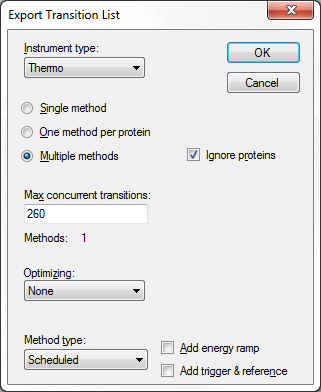 Export Transition List
Instrument type:
Thermo
OK
Cancel
Single method
One method per protein
Multiple methods
Ignore proteins
Max concurrent transitions:
260
Methods: 1
Optimizing:
None
Method type:
Scheduled
Add energy ramp
Add trigger & reference